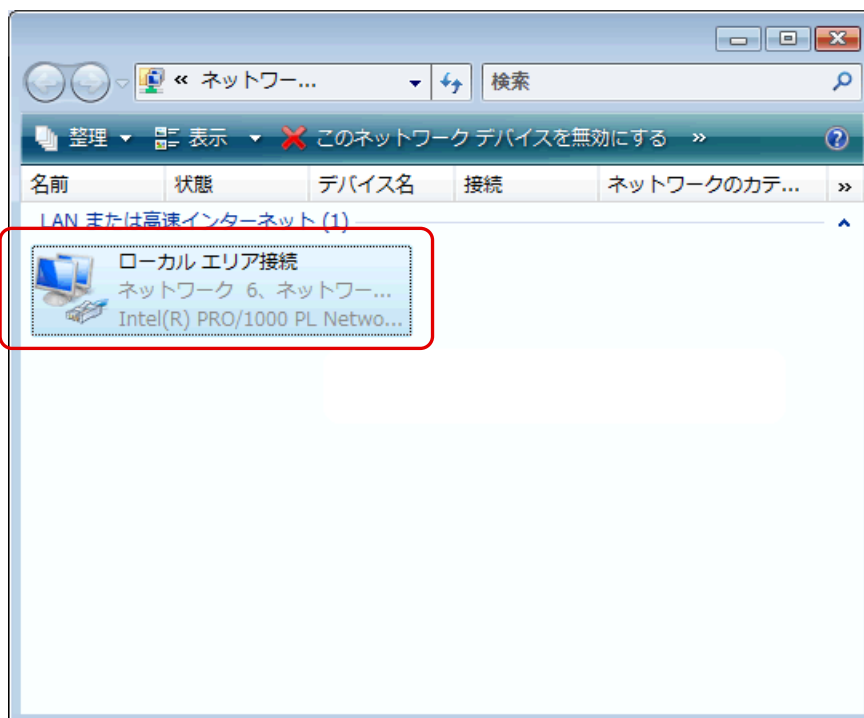 « ネットワー...
検索
整理 表示 このネットワーク デバイスを無効にする »
名前 状態 デバイス名 接続 ネットワークのカテ... »
LAN または高速インターネット (1)
ローカル エリア接続
ネットワーク 6、ネットワー...
Intel(R) PRO/1000 PL Netwo...